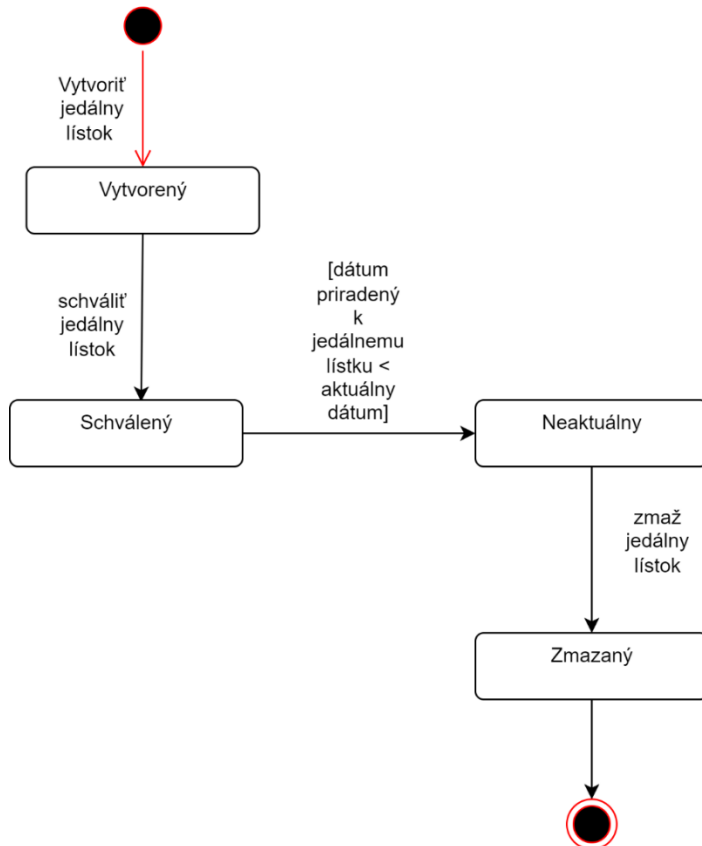 Vytvoriť
jedálny
lístok
Vytvorený
schváliť
jedálny
lístok
[dátum
priradený
k
jedálnemu
lístku <
aktuálny
dátum]
Schválený
Neaktuálny
zmaž
jedálny
lístok
Zmazaný